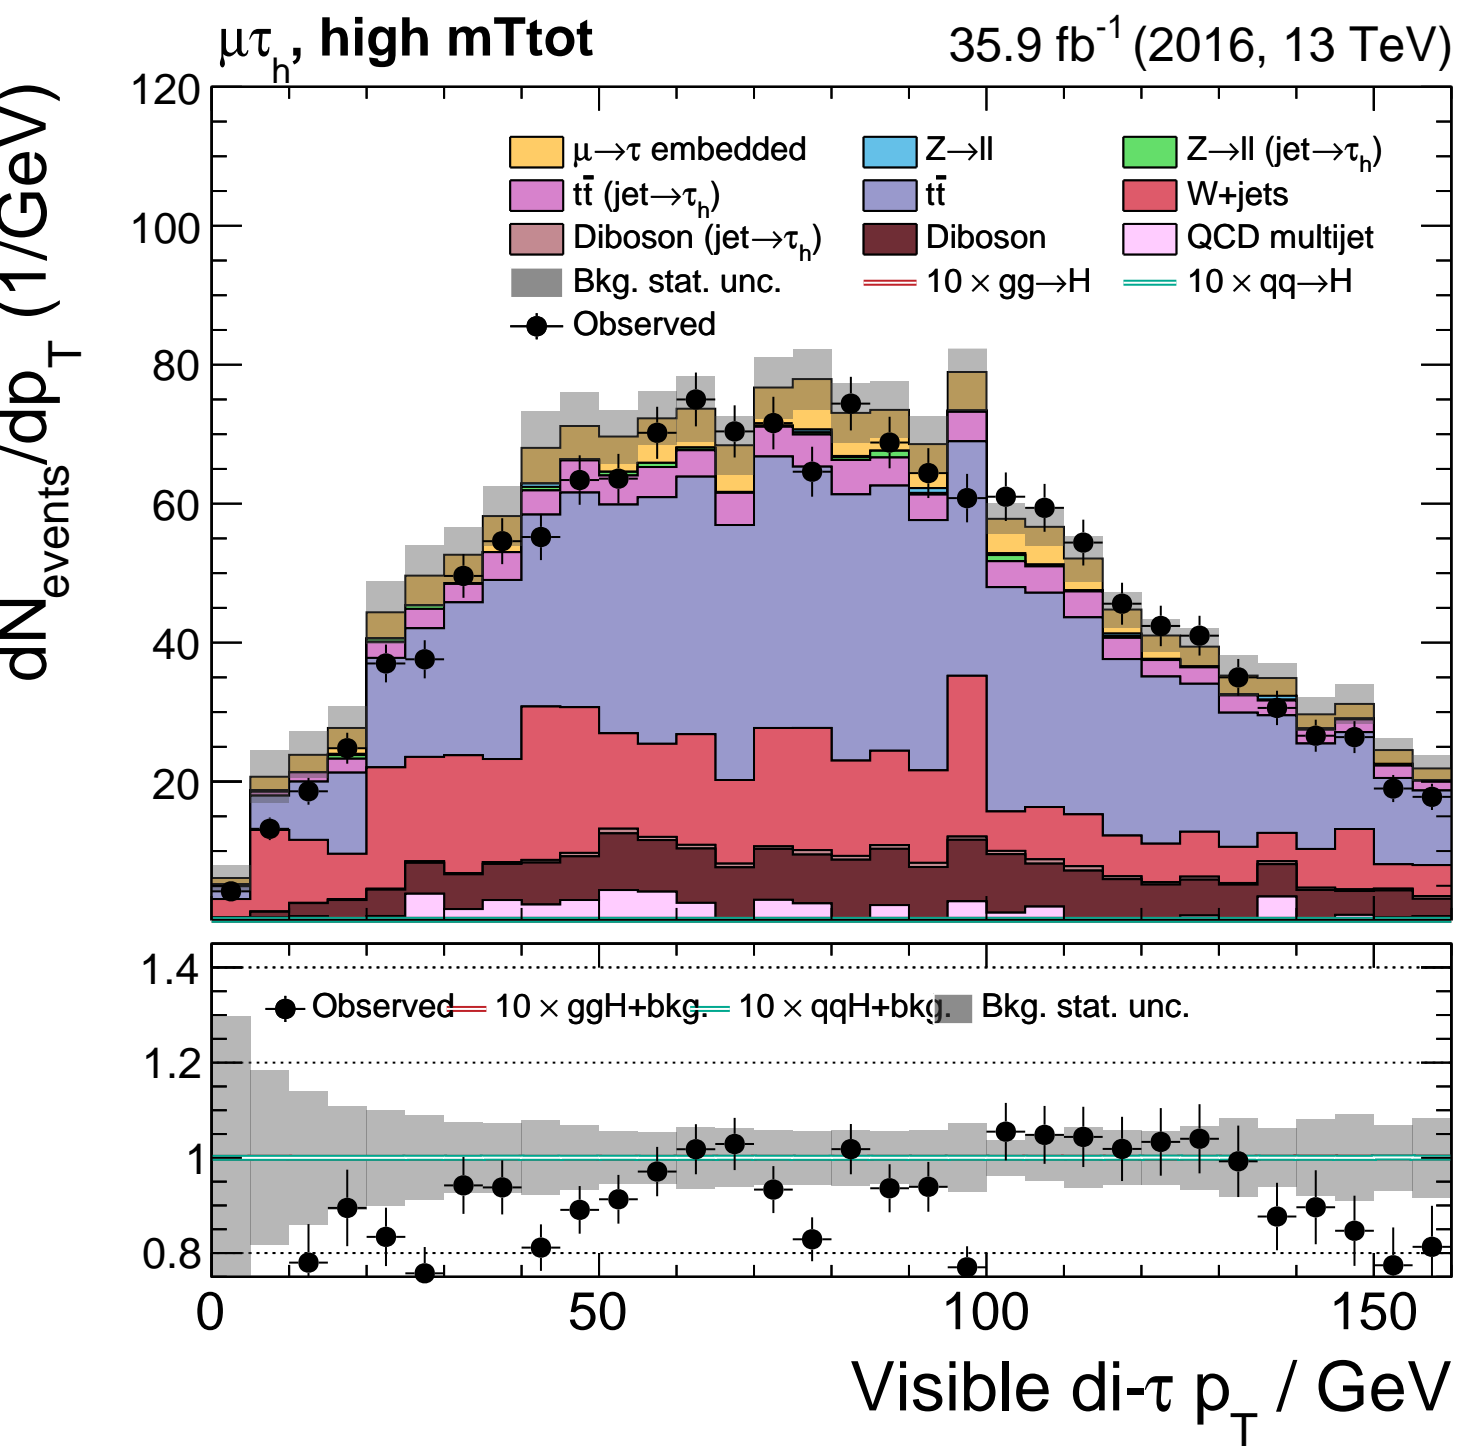 μτh, high mTtot 35.9 fb-1 (2016, 13 TeV)
dNevents/dpT (1/GeV)
120
100
80
60
40
20
μ→τ embedded Z→ll Z→ll (jet→τh)
tt̄ (jet→τh) tt̄ W+jets
Diboson (jet→τh) Diboson QCD multijet
Bkg. stat. unc. 10 × gg→H 10 × qq→H
Observed
1.4
1.2
1
0.8
Observed 10 × ggH+bkg. 10 × qqH+bkg. Bkg. stat. unc.
0 50 100 150
Visible di-τ pT / GeV